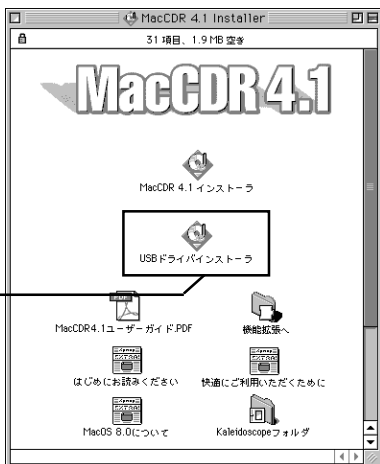 MacCDR 4.1 Installer
31 項目、1.9 MB 空き
MacCDR 4.1
MacCDR 4.1 インストーラ
USBドライバインストーラ
PDF
MacCDR4.1ユーザーガイド.PDF
機能拡張へ
はじめにお読みください
快適にご利用いただくために
MacOS 8.0について
Kaleidoscopeフォルダ